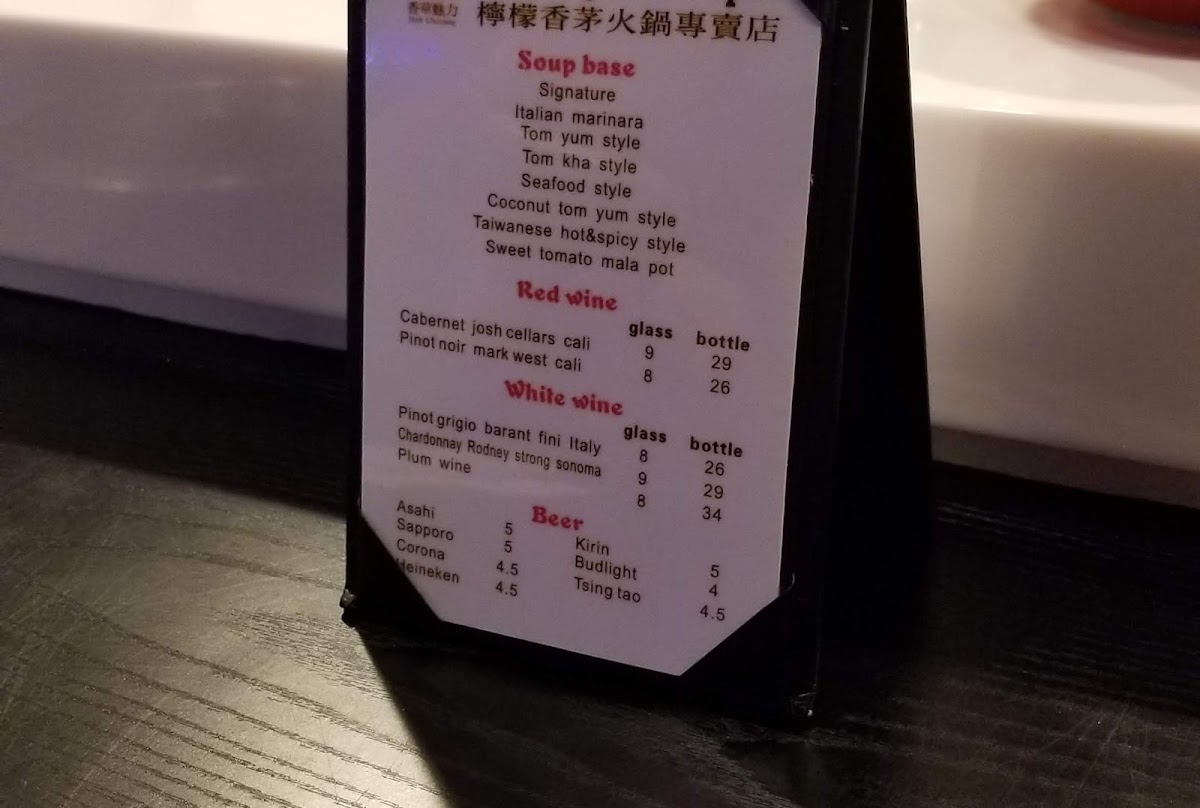 香草魅力
檸檬香茅火鍋專賣店
Soup base
Signature
Italian marinara
Tom yum style
Tom kha style
Seafood style
Coconut tom yum style
Taiwanese hot&spicy style
Sweet tomato mala pot
Red wine
glass bottle
Cabernet josh cellars cali 9 29
Pinot noir mark west cali 8 26
White wine
glass bottle
Pinot grigio barant fini Italy 8 26
Chardonnay Rodney strong sonoma 9 29
Plum wine 8 34
Beer
Asahi 5 Kirin 5
Sapporo 5 Budlight 4
Corona 4.5 Tsing tao 4.5
Heineken 4.5